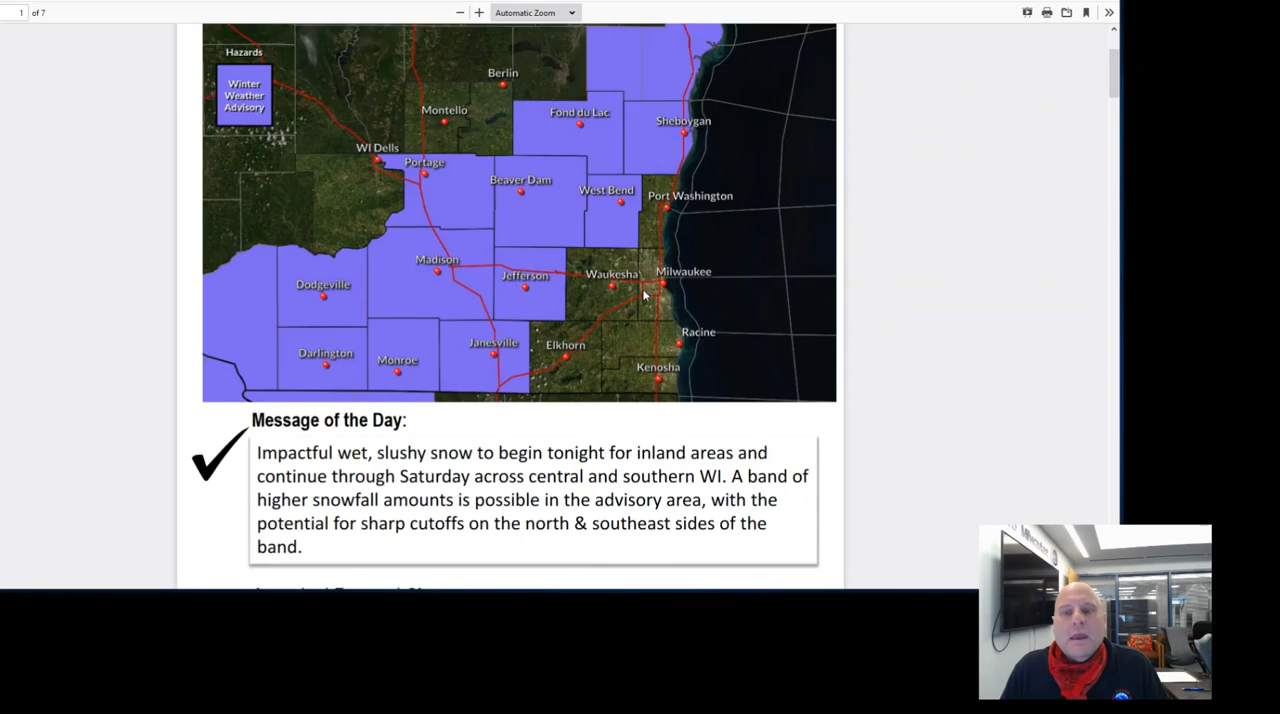 1 of 7
Automatic Zoom
Hazards
Winter
Weather
Advisory
Berlin
Montello
Fond du Lac
Sheboygan
WI Dells
Portage
Beaver Dam
West Bend
Port Washington
Madison
Jefferson
Waukesha
Milwaukee
Dodgeville
Janesville
Elkhorn
Racine
Darlington
Monroe
Kenosha
Message of the Day:
Impactful wet, slushy snow to begin tonight for inland areas and
continue through Saturday across central and southern WI. A band of
higher snowfall amounts is possible in the advisory area, with the
potential for sharp cutoffs on the north & southeast sides of the
band.